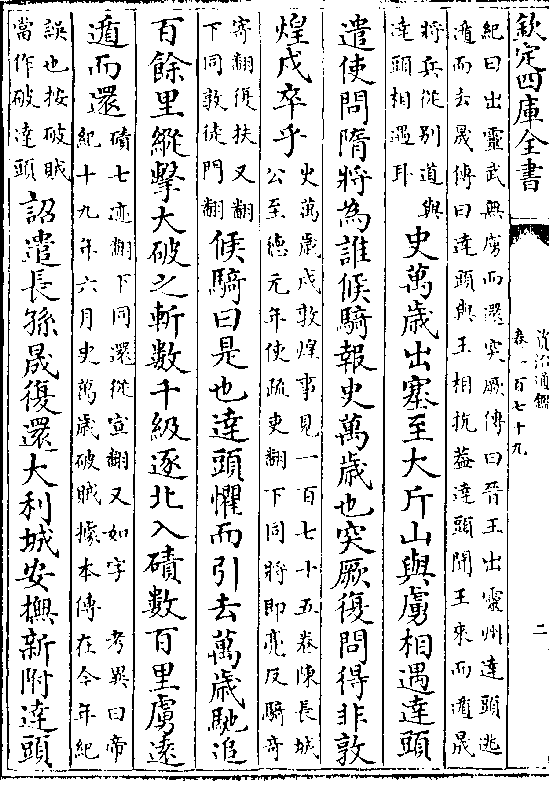 欽定四庫全書
資治通鑑
卷一百七十九
二
紀曰出靈武無虜而還突厥傳曰晉王出靈州達頭逃
遁而去晟傳曰達頭與王相抗葢達頭聞王來而遁晟
將兵從別道與
達頭相遇耳
史萬歲出塞至大斤山與虜相遇達頭
遣使問隋將為誰候騎報史萬歲也突厥復問得非敦
煌戍卒乎
史萬歲戍敦煌事見一百七十五卷陳長城
公至德元年使疏吏翻下同將即亮反騎奇
寄翻復扶又翻
下同敦徒門翻
候騎曰是也達頭懼而引去萬歲馳追
百餘里縱擊大破之斬數千級逐北入磧數百里虜遠
遁而還
磧七迹翻下同還從宣翻又如字　考異曰帝
紀十九年六月史萬歲破賊據本傳在今年紀
誤也按破賊
當作破達頭
詔遣長孫晟復還大利城安撫新附達頭